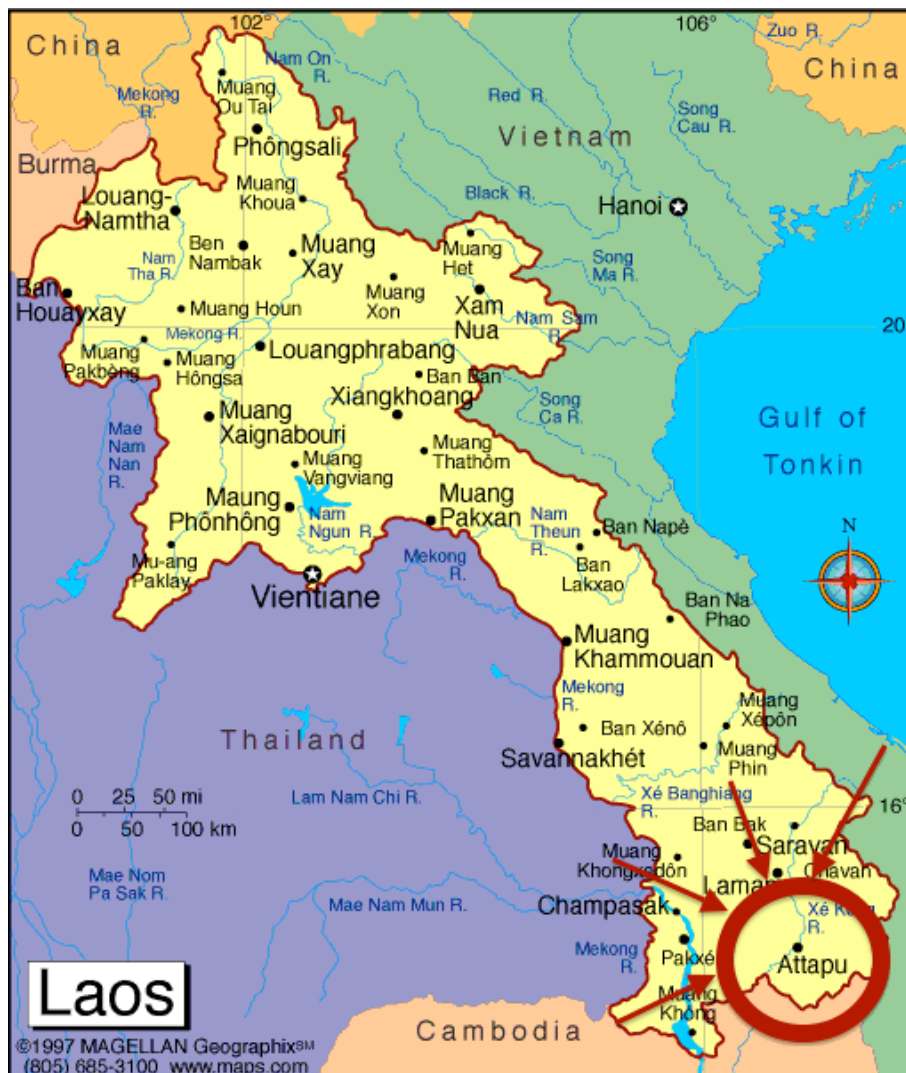 102°
106°
China
Zuo R.
China
Nam Ou
R.
Mekong
R.
Muang
Ou Tai
Red R.
Song
Cau R.
Phôngsali
Vietnam
Burma
Muang
Khoua
Black R.
Louang-
Namtha
Hanoi
Ben
Nambak
Muang
Xay
Muang
Het
Nam
Tha R.
Song
Ma R.
Ban
Houayxay
Muang
Xon
Xam
Nua
Muang Houn
Nam Sam
R.
20
Mekong R.
Muang
Pakbèng
Muang
Hôngsa
Louangphrabang
Ban Ban
Xiangkhoang
Song
Ca R.
Gulf of
Tonkin
Muang
Xaignabouri
Mae
Nam
Nan
R.
Muang
Thathôm
Muang
Vangviang
Maung
Phônhông
Nam
Ngun R.
Muang
Pakxan
Nam
Theun
R.
Ban Napè
N
Mu-ang
Paklay
Mekong
R.
Ban
Lakxao
Vientiane
Ban Na
Phao
Muang
Khammouan
Mekong
R.
Muang
Xépôn
Thailand
Ban Xénô
Savannakhét
Muang
Phin
0 25 50 mi
0 50 100 km
Lam Nam Chi R.
Xé Banghiang
R.
16°
Ban Bak
Saravan
Muang
Khongxedôn
Mae Nom
Pa Sak R.
Chavan
Champasak
Mae Nam Mun R.
R.
Mekong
R.
Pakxé
Attapu
Muang
Không
Laos
Cambodia
©1997 MAGELLAN Geographix℠
(805) 685-3100 www.maps.com